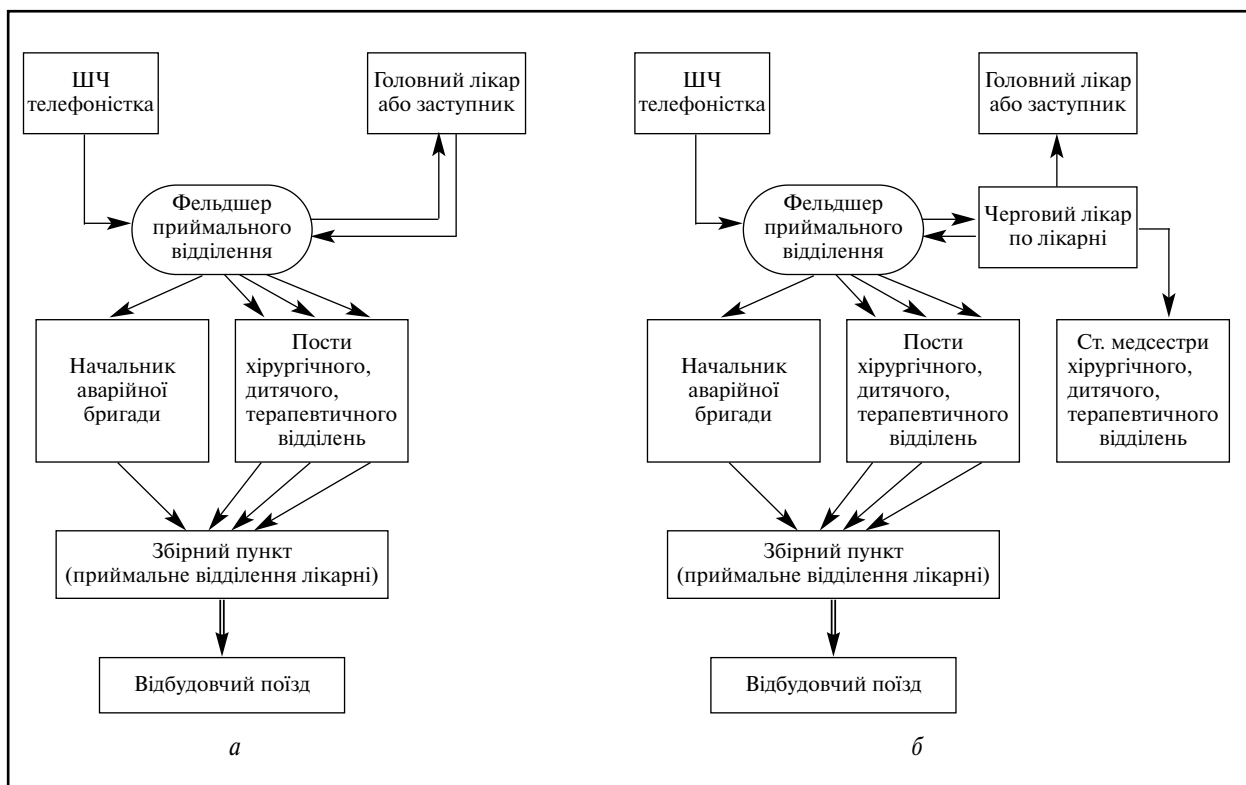 ШЧ
телефоністка
Головний лікар
або заступник
Фельдшер
приймального
відділення
Начальник
аварійної
бригади
Пости
хірургічного,
дитячого,
терапевтичного
відділень
Збірний пункт
(приймальне відділення лікарні)
Відбудовчий поїзд
а
ШЧ
телефоністка
Головний лікар
або заступник
Фельдшер
приймального
відділення
Черговий лікар
по лікарні
Начальник
аварійної
бригади
Пости
хірургічного,
дитячого,
терапевтичного
відділень
Ст. медсестри
хірургічного,
дитячого,
терапевтичного
відділень
Збірний пункт
(приймальне відділення лікарні)
Відбудовчий поїзд
б